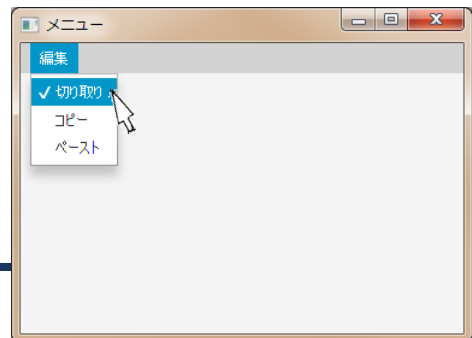 メニュー
編集
切り取り
コピー
ペースト